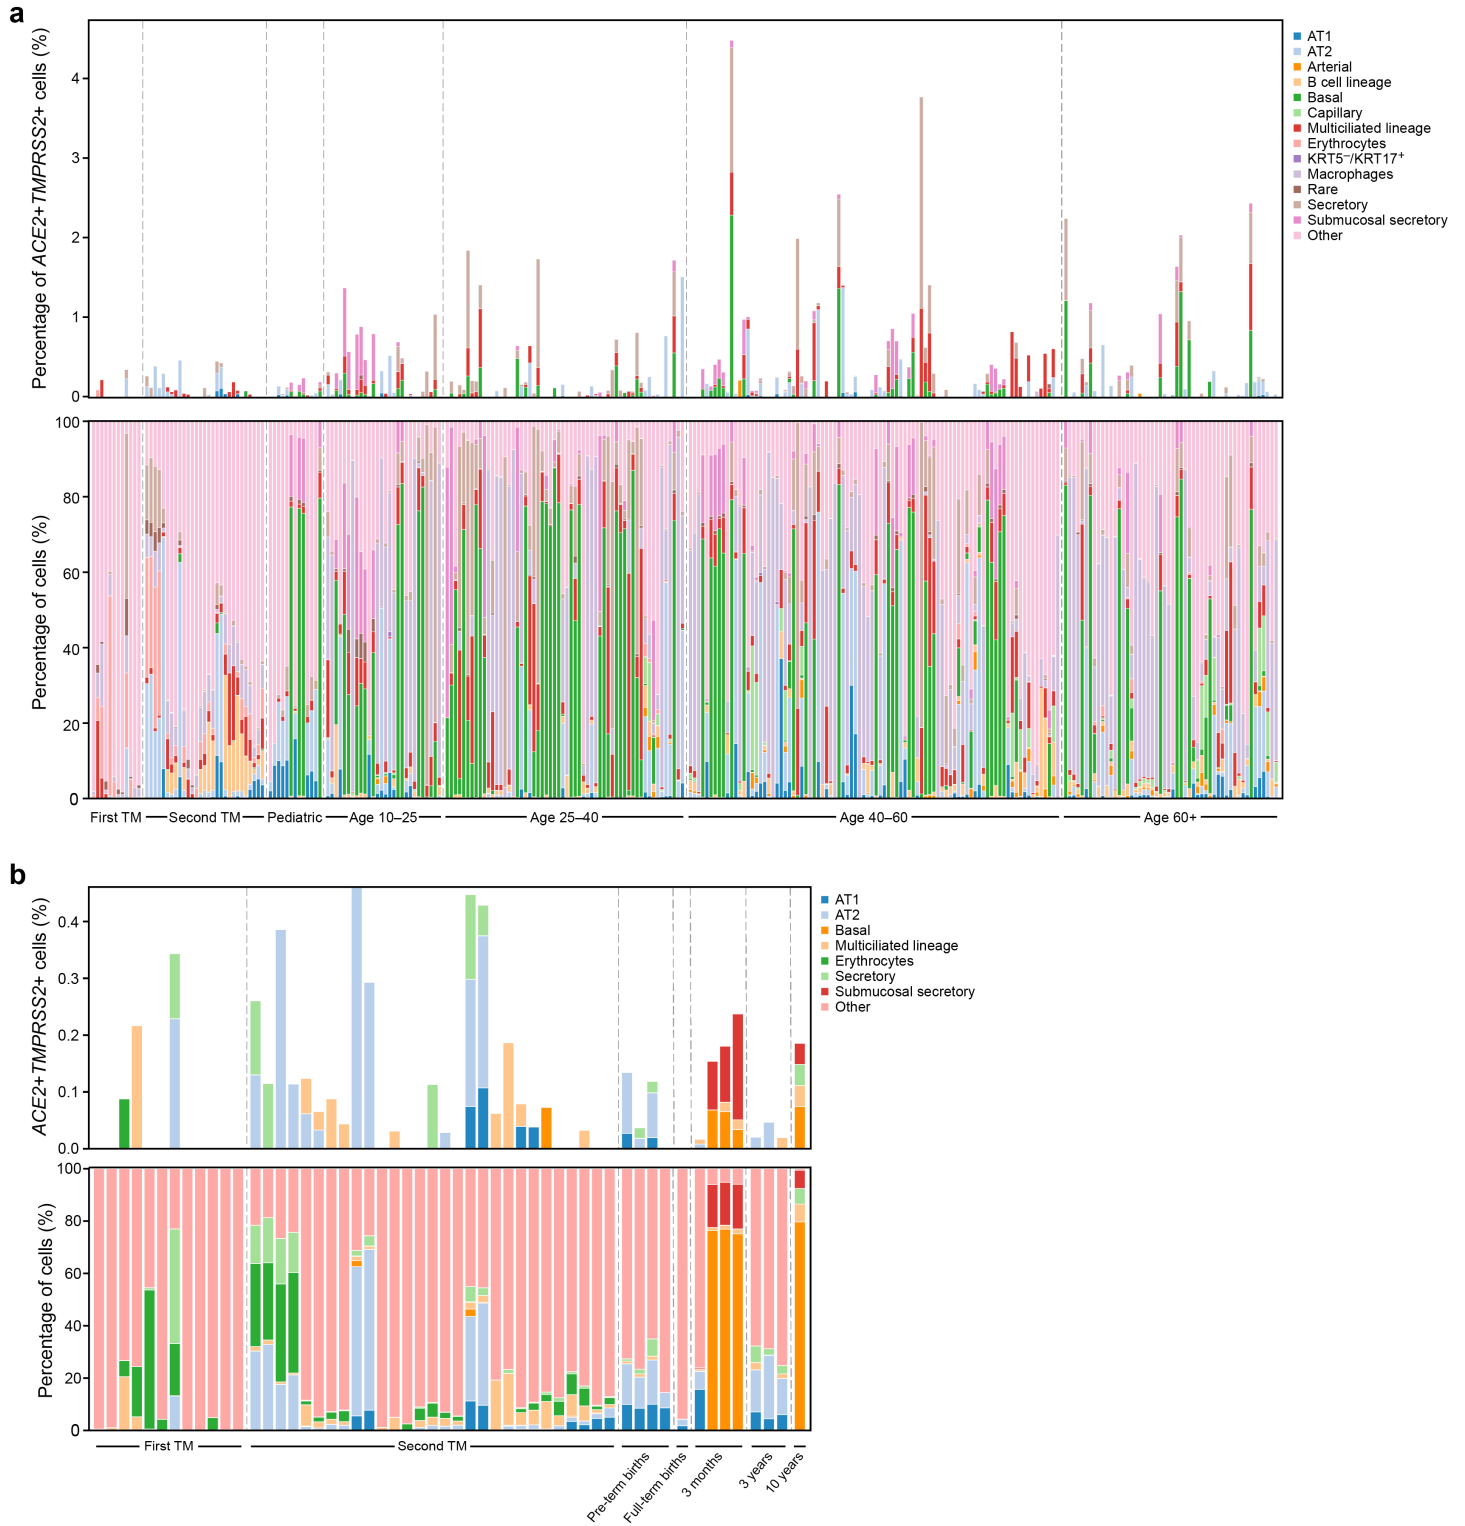 a
Percentage of ACE2+TMPRSS2+ cells (%)
4
3
2
1
0
AT1
AT2
Arterial
B cell lineage
Basal
Capillary
Multiciliated lineage
Erythrocytes
KRT5−/KRT17+
Macrophages
Rare
Secretory
Submucosal secretory
Other
Percentage of cells (%)
100
80
60
40
20
0
First TM
Second TM
Pediatric
Age 10–25
Age 25–40
Age 40–60
Age 60+
b
ACE2+TMPRSS2+ cells (%)
0.4
0.3
0.2
0.1
0.0
AT1
AT2
Basal
Multiciliated lineage
Erythrocytes
Secretory
Submucosal secretory
Other
Percentage of cells (%)
100
80
60
40
20
0
First TM
Second TM
Pre-term births
Full-term births
3 months
3 years
10 years